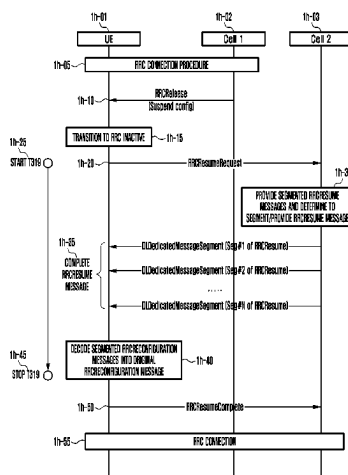 1h-01
1h-02
1h-03
UE
Cell 1
Cell 2
1h-05
RRC CONNECTION PROCEDURE
1h-10
RRCRelease
(Suspend config)
1h-15
TRANSITION TO RRC INACTIVE
1h-25
START T319
1h-20
RRCResumeRequest
1h-3
PROVIDE SEGMENTED RRCRESUME
MESSAGES AND DETERMINE TO
SEGMENT/PROVIDE RRCRESUME MESSAGE
1h-35
COMPLETE
RRCRESUME
MESSAGE
DLDedicatedMessageSegment (Seg#1 of RRCResume)
DLDedicatedMessageSegment (Seg#2 of RRCResume)
.....
DLDedicatedMessageSegment (Seg#N of RRCResume)
DECODE SEGMENTED RRCRECONFIGURATION
MESSAGES INTO ORIGINAL
RRCRECONFIGURATION MESSAGE
1h-40
1h-45
STOP T319
1h-50
RRCResumeComplete
1h-55
RRC CONNECTION